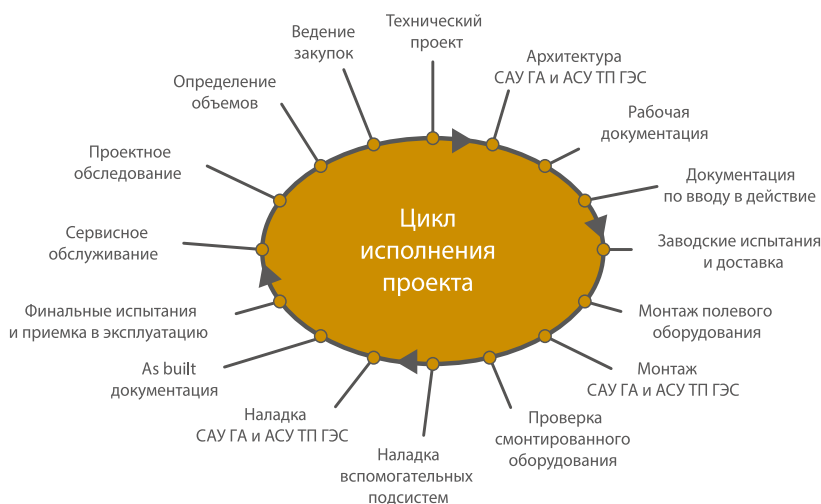 Технический
проект
Архитектура
САУ ГА и АСУ ТП ГЭС
Рабочая
документация
Документация
по вводу в действие
Заводские испытания
и доставка
Монтаж полевого
оборудования
Монтаж
САУ ГА и АСУ ТП ГЭС
Проверка
смонтированного
оборудования
Наладка
вспомогательных
подсистем
Наладка
САУ ГА и АСУ ТП ГЭС
As built
документация
Финальные испытания
и приемка в эксплуатацию
Сервисное
обслуживание
Проектное
обследование
Определение
объемов
Ведение
закупок
Цикл
исполнения
проекта